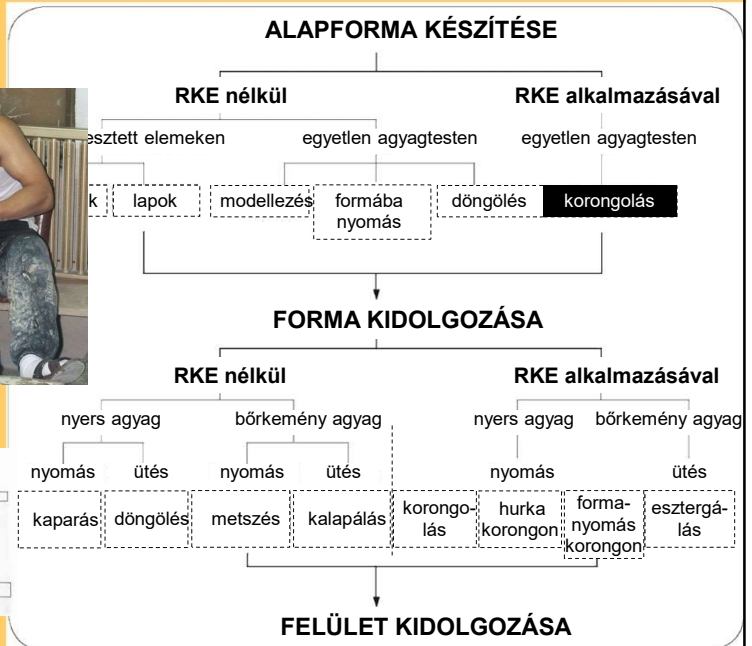 ALAPFORMA KÉSZÍTÉSE
RKE nélkül RKE alkalmazásával
elemeken egyetlen agyagtesten egyetlen agyagtesten
lapok modellezés formába nyomás döngölés korongolás
FORMA KIDOLGOZÁSA
RKE nélkül RKE alkalmazásával
nyers agyag bőrkemény agyag nyers agyag bőrkemény agyag
nyomás ütés nyomás ütés nyomás ütés
kaparás döngölés metszés kalapálás korongo-
lás
hurka
korongon
forma-
nyomás
korongon
esztergá-
lás
FELÜLET KIDOLGOZÁSA